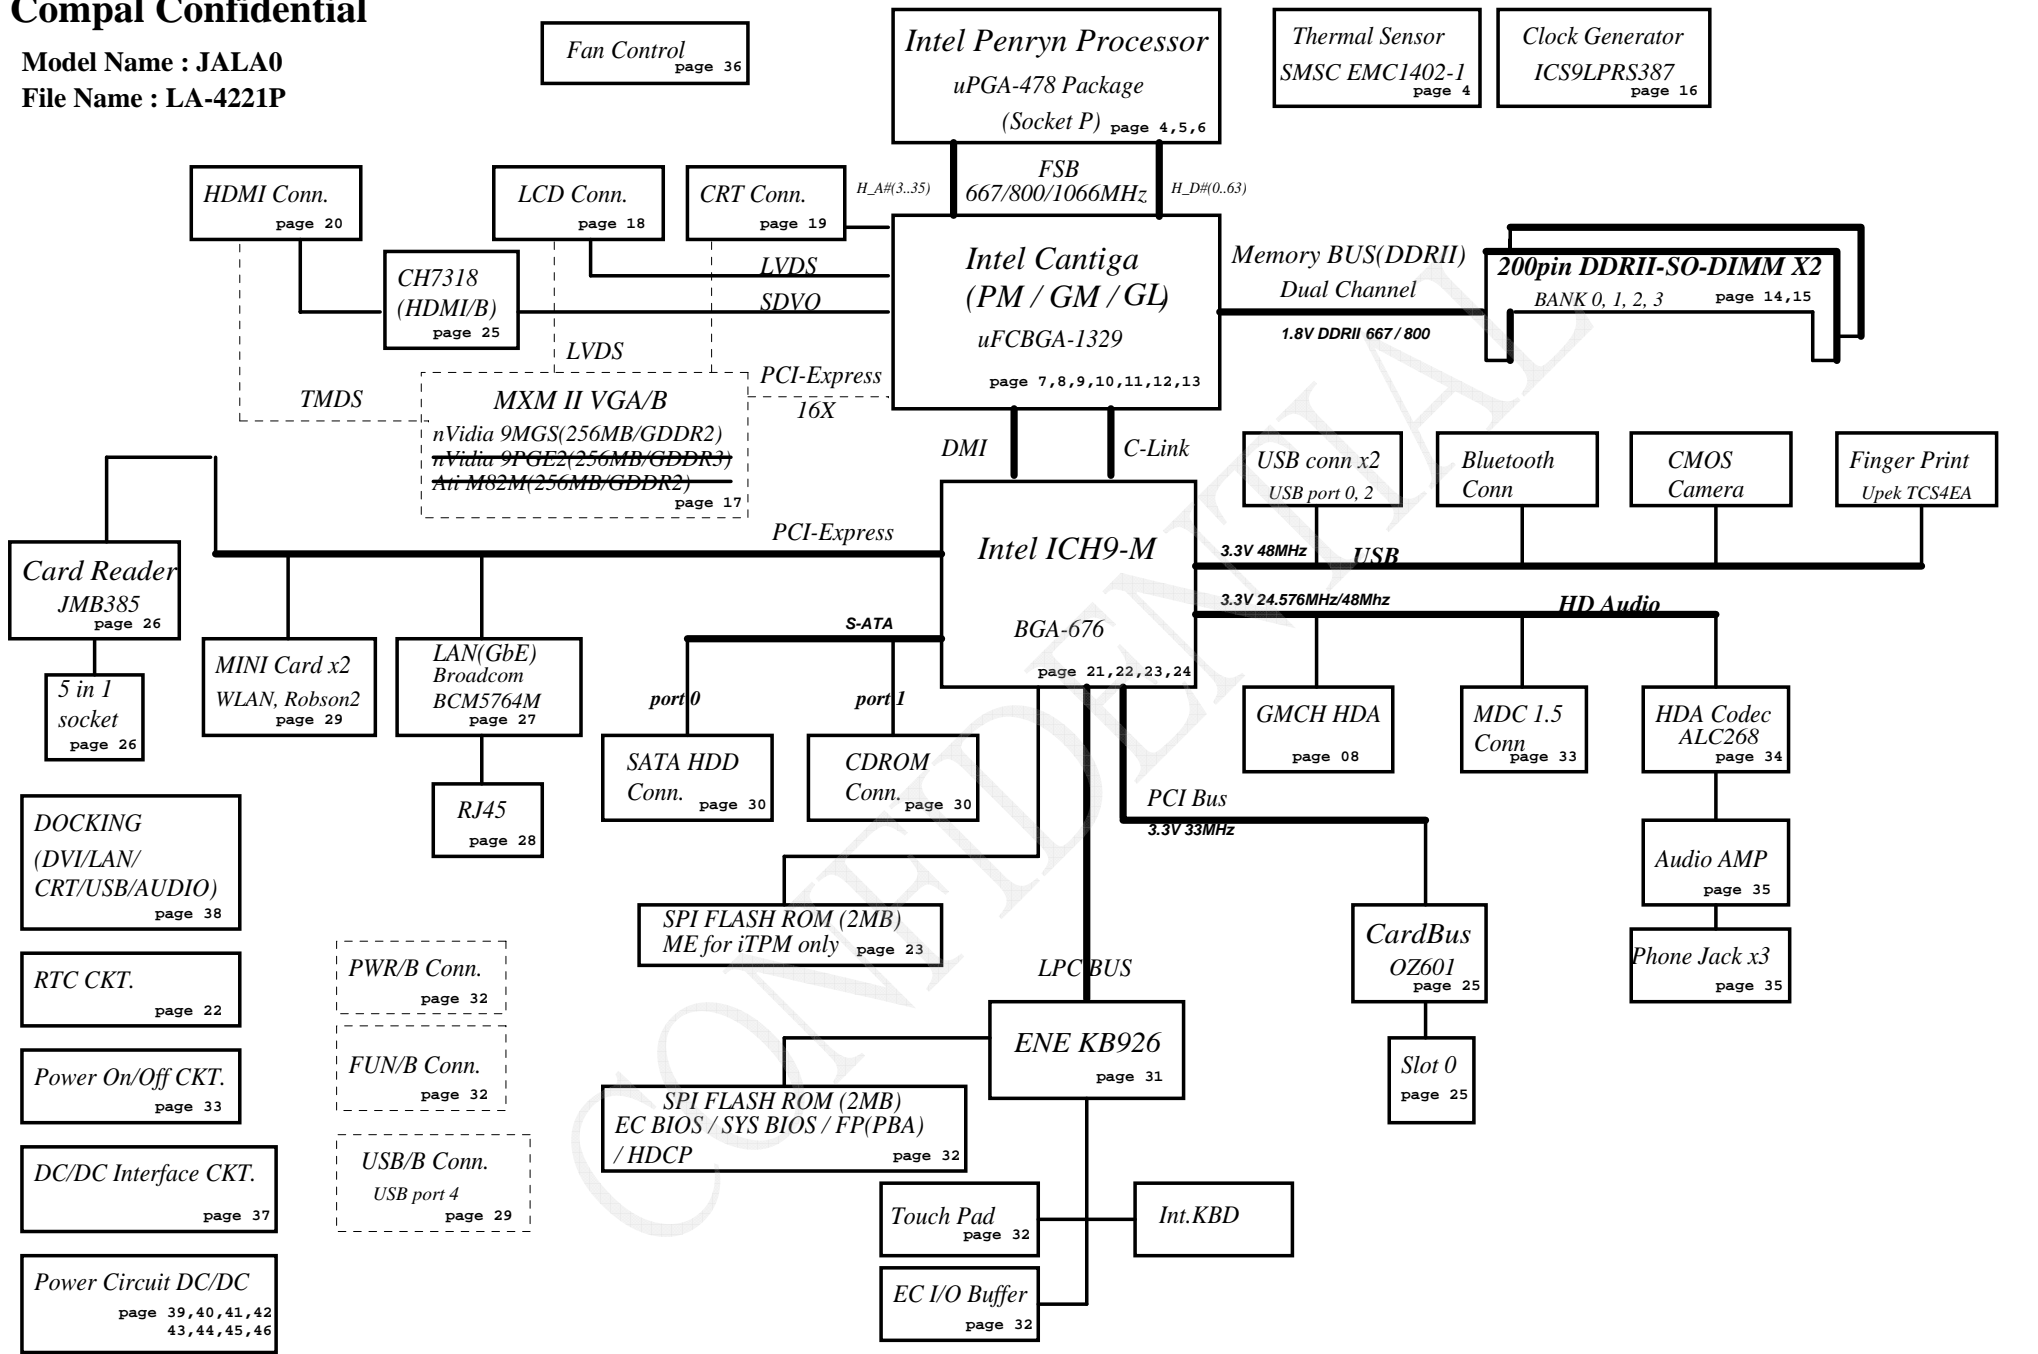 Compal Confidential
Model Name : JALA0
File Name : LA-4221P
Fan Control
page 36
Intel Penryn Processor
uPGA-478 Package
(Socket P)
page 4,5,6
Thermal Sensor
SMSC EMC1402-1
page 4
Clock Generator
ICS9LPRS387
page 16
HDMI Conn.
page 20
LCD Conn.
page 18
CRT Conn.
page 19
H_A#(3..35)
FSB
667/800/1066MHz
H_D#(0..63)
CH7318
(HDMI/B)
page 25
LVDS
SDVO
Intel Cantiga
(PM / GM / GL)
uFCBGA-1329
page 7,8,9,10,11,12,13
Memory BUS(DDRII)
Dual Channel
1.8V DDRII 667 / 800
200pin DDRII-SO-DIMM X2
BANK 0, 1, 2, 3
page 14,15
LVDS
TMDS
PCI-Express
16X
MXM II VGA/B
nVidia 9MGS(256MB/GDDR2)
nVidia 9PGE2(256MB/GDDR3)
Ati M82M(256MB/GDDR2)
page 17
DMI
C-Link
USB conn x2
USB port 0, 2
Bluetooth
Conn
CMOS
Camera
Finger Print
Upek TCS4EA
PCI-Express
Intel ICH9-M
BGA-676
page 21,22,23,24
3.3V 48MHz
USB
3.3V 24.576MHz/48Mhz
HD Audio
S-ATA
Card Reader
JMB385
page 26
5 in 1
socket
page 26
MINI Card x2
WLAN, Robson2
page 29
LAN(GbE)
Broadcom
BCM5764M
page 27
RJ45
page 28
port 0
port 1
SATA HDD
Conn.
page 30
CDROM
Conn.
page 30
GMCH HDA
page 08
MDC 1.5
Conn
page 33
HDA Codec
ALC268
page 34
PCI Bus
3.3V 33MHz
Audio AMP
page 35
Phone Jack x3
page 35
DOCKING
(DVI/LAN/
CRT/USB/AUDIO)
page 38
SPI FLASH ROM (2MB)
ME for iTPM only
page 23
CardBus
OZ601
page 25
Slot 0
page 25
LPC BUS
ENE KB926
page 31
RTC CKT.
page 22
PWR/B Conn.
page 32
Power On/Off CKT.
page 33
FUN/B Conn.
page 32
SPI FLASH ROM (2MB)
EC BIOS / SYS BIOS / FP(PBA)
/ HDCP
page 32
DC/DC Interface CKT.
page 37
USB/B Conn.
USB port 4
page 29
Touch Pad
page 32
Int.KBD
EC I/O Buffer
page 32
Power Circuit DC/DC
page 39,40,41,42
43,44,45,46
CONFIDENTIAL